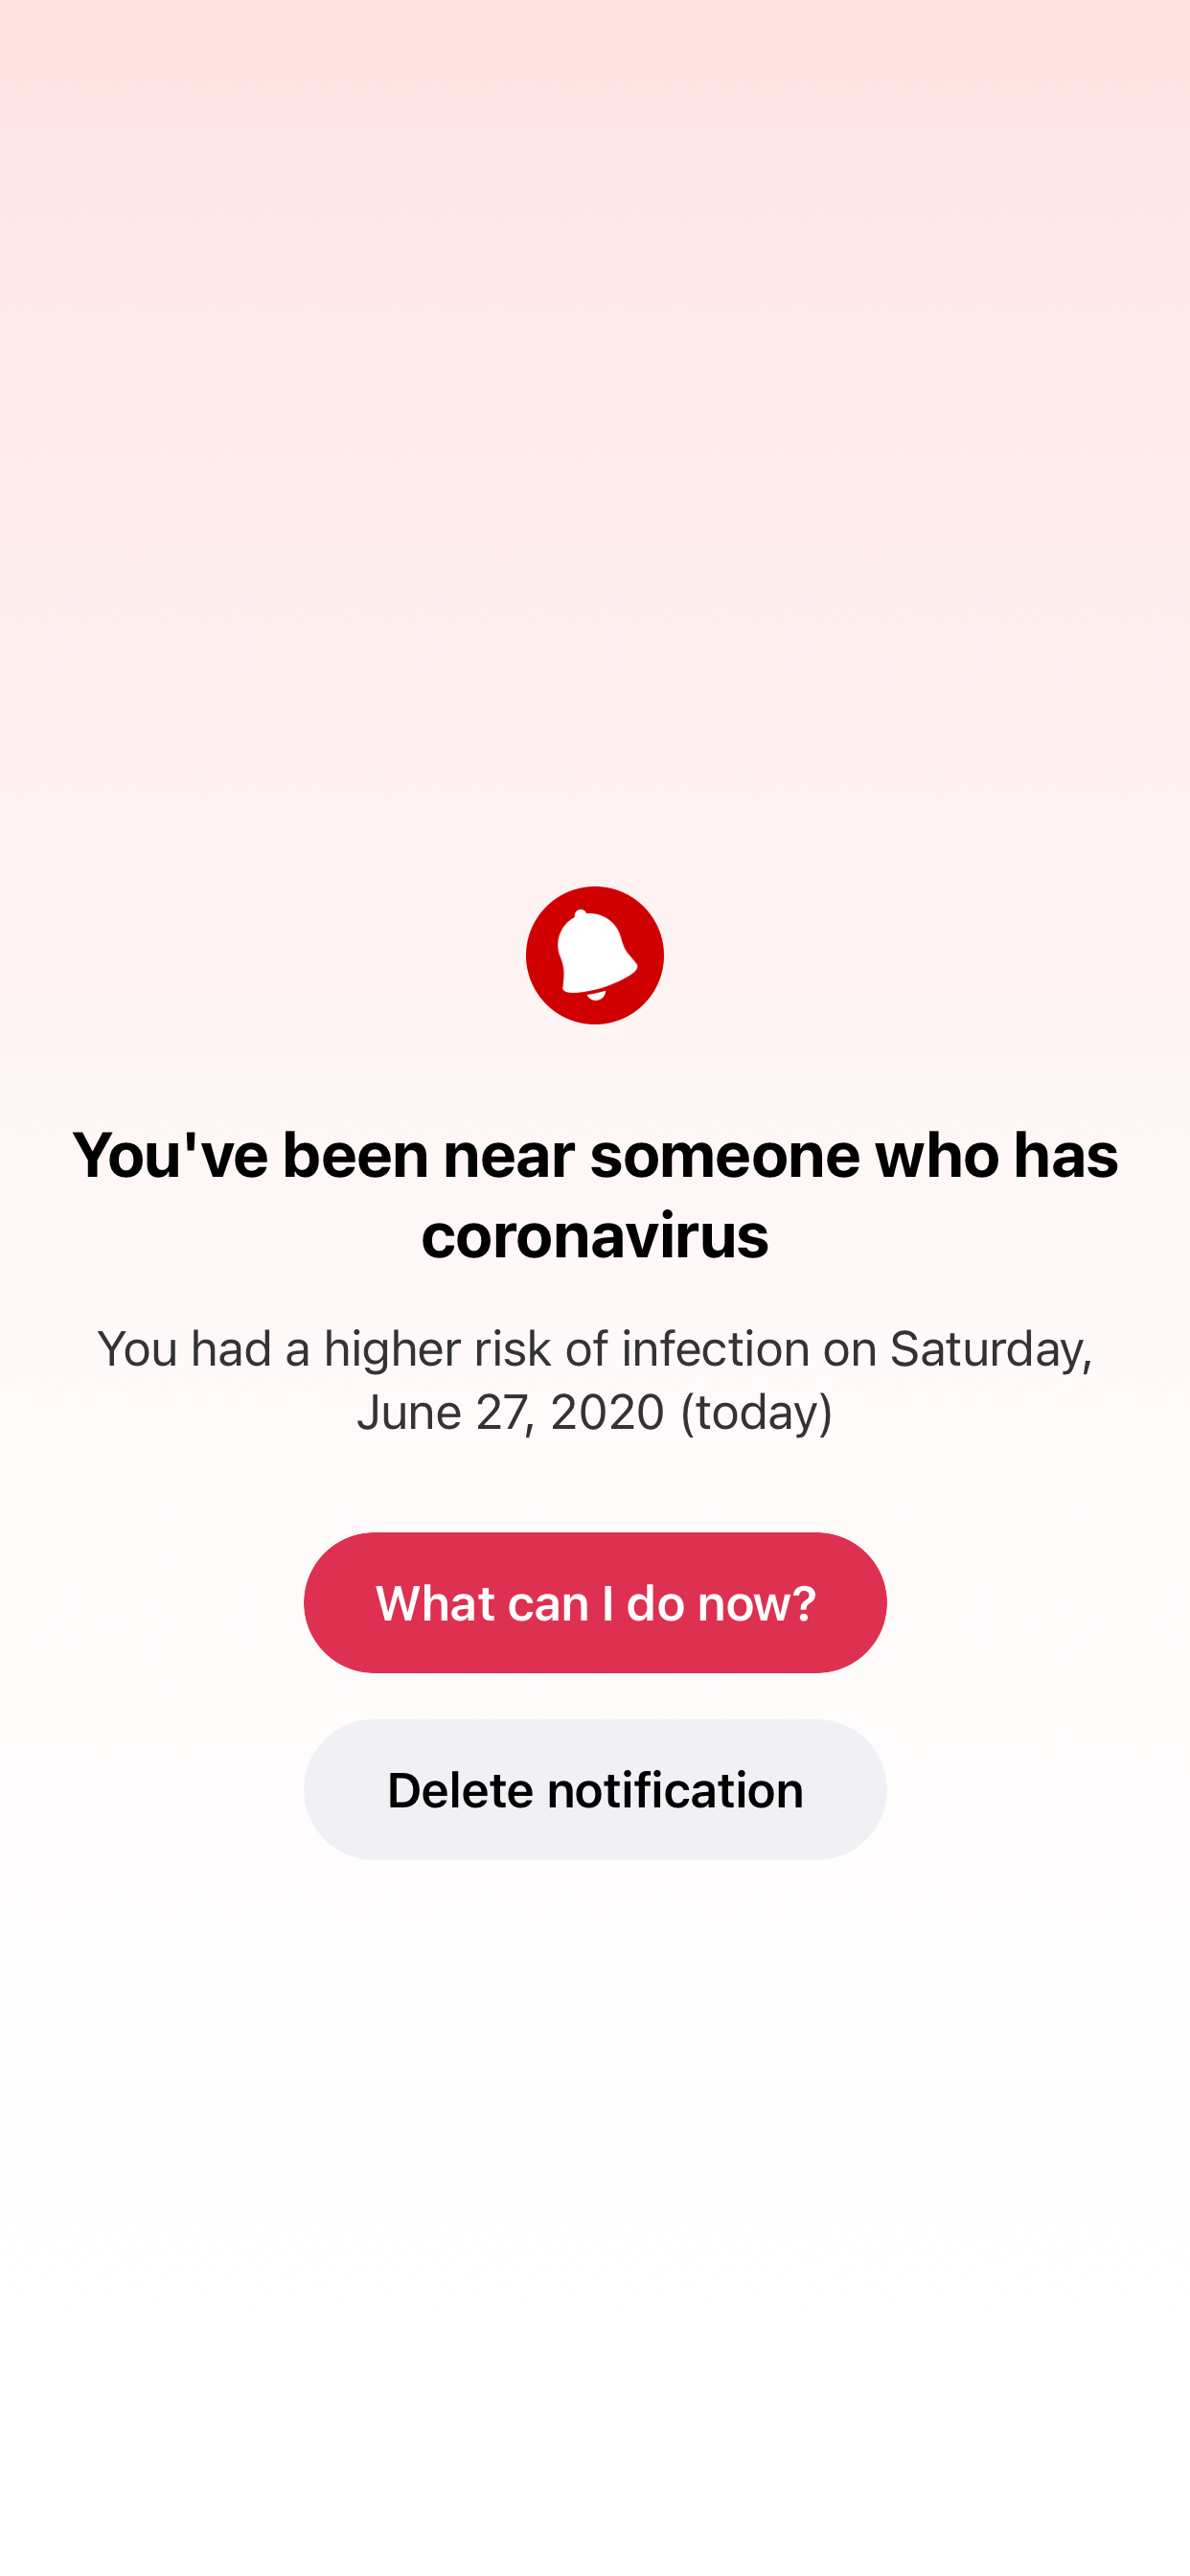 You've been near someone who has
coronavirus
You had a higher risk of infection on Saturday,
June 27, 2020 (today)
What can I do now?
Delete notification